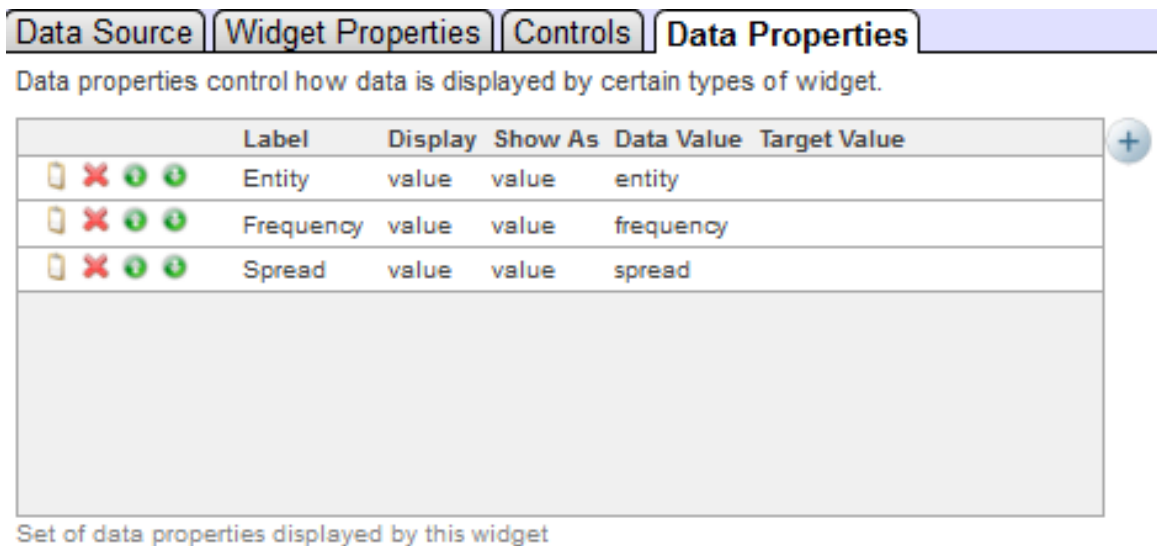 Data Source Widget Properties Controls Data Properties
Data properties control how data is displayed by certain types of widget.
Label Display Show As Data Value Target Value +
Entity value value entity
Frequency value value frequency
Spread value value spread
Set of data properties displayed by this widget